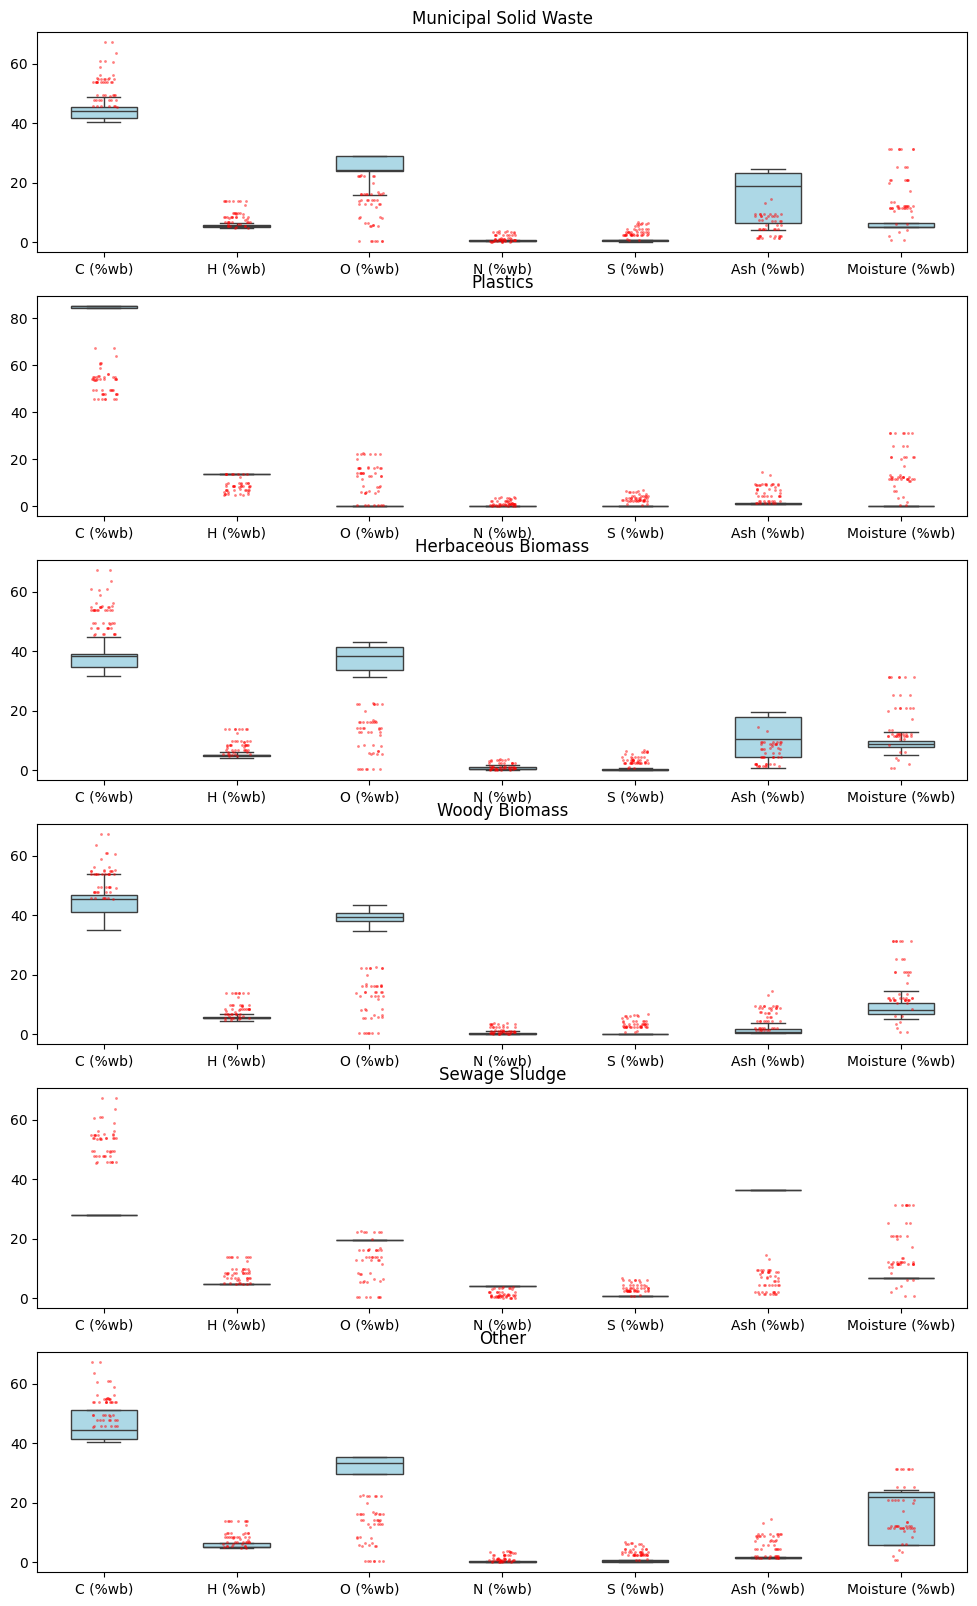 Municipal Solid Waste
60
40
20
0
C (%wb) H (%wb) O (%wb) N (%wb) S (%wb) Ash (%wb) Moisture (%wb)
Plastics
80
60
40
20
0
C (%wb) H (%wb) O (%wb) N (%wb) S (%wb) Ash (%wb) Moisture (%wb)
Herbaceous Biomass
60
40
20
0
C (%wb) H (%wb) O (%wb) N (%wb) S (%wb) Ash (%wb) Moisture (%wb)
Woody Biomass
60
40
20
0
C (%wb) H (%wb) O (%wb) N (%wb) S (%wb) Ash (%wb) Moisture (%wb)
Sewage Sludge
60
40
20
0
C (%wb) H (%wb) O (%wb) N (%wb) S (%wb) Ash (%wb) Moisture (%wb)
Other
60
40
20
0
C (%wb) H (%wb) O (%wb) N (%wb) S (%wb) Ash (%wb) Moisture (%wb)